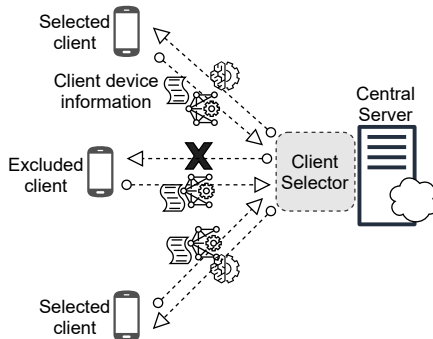 Selected
client
Client device
information
Central
Server
Excluded
client
Client
Selector
Selected
client